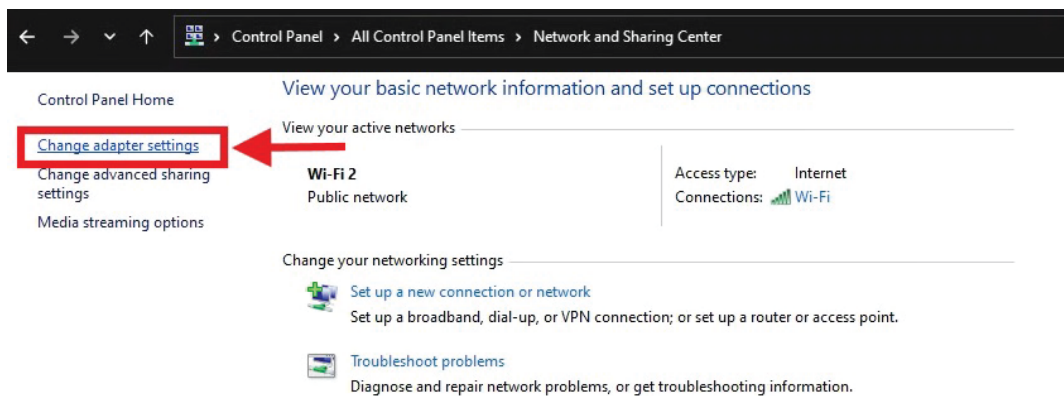 Control Panel > All Control Panel Items > Network and Sharing Center
Control Panel Home
Change adapter settings
Change advanced sharing
settings
Media streaming options
View your basic network information and set up connections
View your active networks
Wi-Fi 2
Public network
Access type: Internet
Connections: Wi-Fi
Change your networking settings
Set up a new connection or network
Set up a broadband, dial-up, or VPN connection; or set up a router or access point.
Troubleshoot problems
Diagnose and repair network problems, or get troubleshooting information.